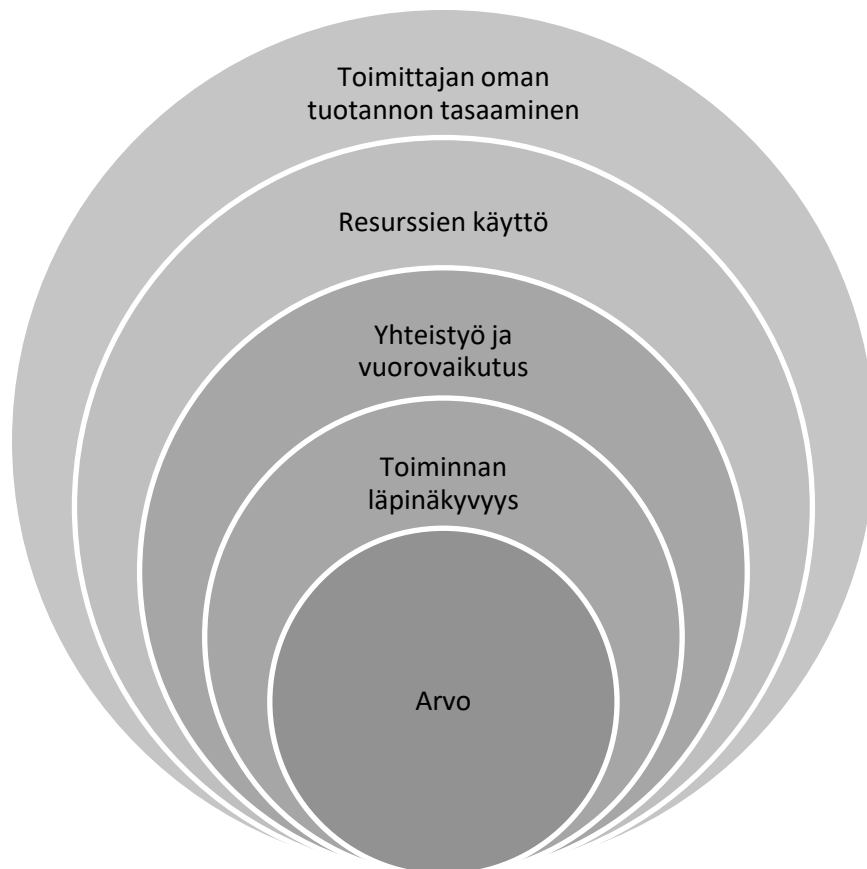 Toimittajan oman
tuotannon tasaaminen
Resurssien käyttö
Yhteistyö ja
vuorovaikutus
Toiminnan
läpinäkyvyys
Arvo